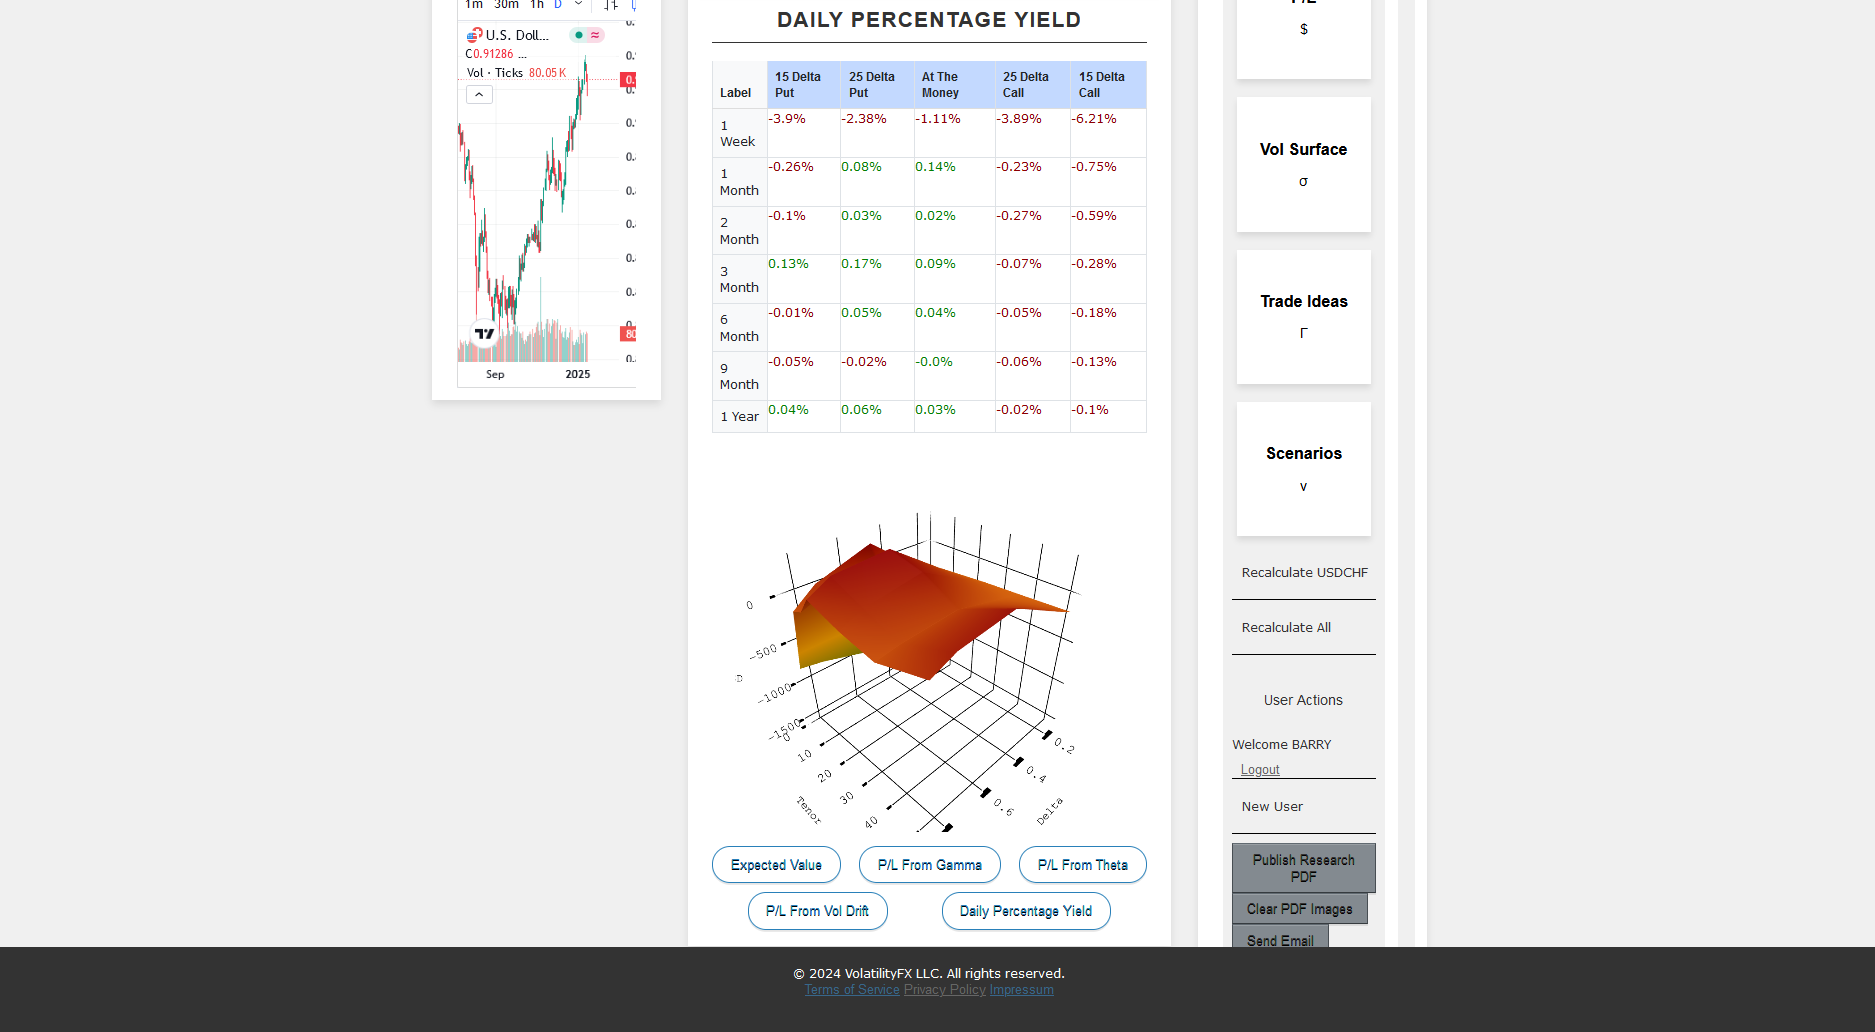 1m 30m 1h D
U.S. Doll...
C0.91286 ...
Vol · Ticks 80.05K
Sep 2025
DAILY PERCENTAGE YIELD
Label 15 Delta Put 25 Delta Put At The Money 25 Delta Call 15 Delta Call
1 Week -3.9% -2.38% -1.11% -3.89% -6.21%
1 Month -0.26% 0.08% 0.14% -0.23% -0.75%
2 Month -0.1% 0.03% 0.02% -0.27% -0.59%
3 Month 0.13% 0.17% 0.09% -0.07% -0.28%
6 Month -0.01% 0.05% 0.04% -0.05% -0.18%
9 Month -0.05% -0.02% -0.0% -0.06% -0.13%
1 Year 0.04% 0.06% 0.03% -0.02% -0.1%
0
−500
−1000
−1500
0
10
20
30
40
Tenor
0.2
0.4
0.6
Delta
Expected Value
P/L From Gamma
P/L From Theta
P/L From Vol Drift
Daily Percentage Yield
$
Vol Surface
σ
Trade Ideas
Γ
Scenarios
ν
Recalculate USDCHF
Recalculate All
User Actions
Welcome BARRY
Logout
New User
Publish Research
PDF
Clear PDF Images
Send Email
© 2024 VolatilityFX LLC. All rights reserved.
Terms of Service Privacy Policy Impressum